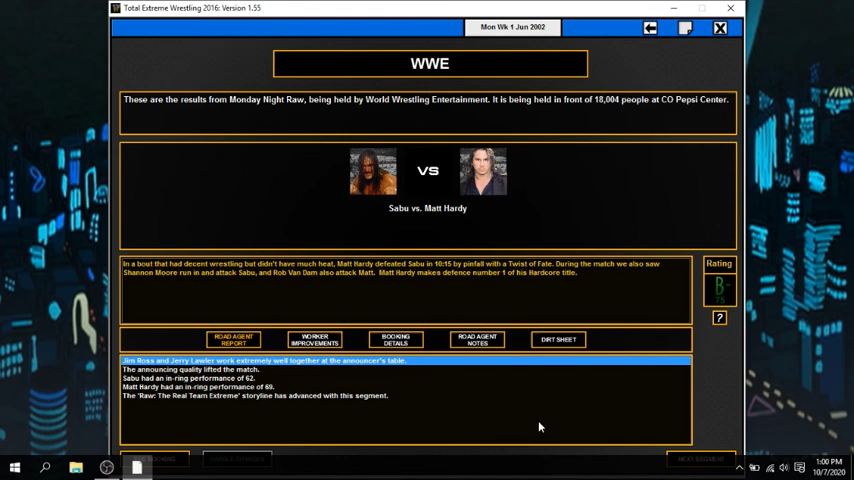 Total Extreme Wrestling 2016: Version 1.55
Mon Wk 1 Jun 2002
WWE
These are the results from Monday Night Raw, being held by World Wrestling Entertainment. It is being held in front of 18,004 people at CO Pepsi Center.
VS
Sabu vs. Matt Hardy
In a bout that had decent wrestling but didn't have much heat, Matt Hardy defeated Sabu in 10:15 by pinfall with a Twist of Fate. During the match we also saw
Shannon Moore run in and attack Sabu, and Rob Van Dam also attack Matt. Matt Hardy makes defence number 1 of his Hardcore title.
Rating
B-
75
?
ROAD AGENT
REPORT
WORKER
IMPROVEMENTS
BOOKING
DETAILS
ROAD AGENT
NOTES
DIRT SHEET
Jim Ross and Jerry Lawler work extremely well together at the announcer's table.
The announcing quality lifted the match.
Sabu had an in-ring performance of 62.
Matt Hardy had an in-ring performance of 69.
The 'Raw: The Real Team Extreme' storyline has advanced with this segment.
BOOKING
NEXT SEGMENT
1:00 PM
10/7/2020